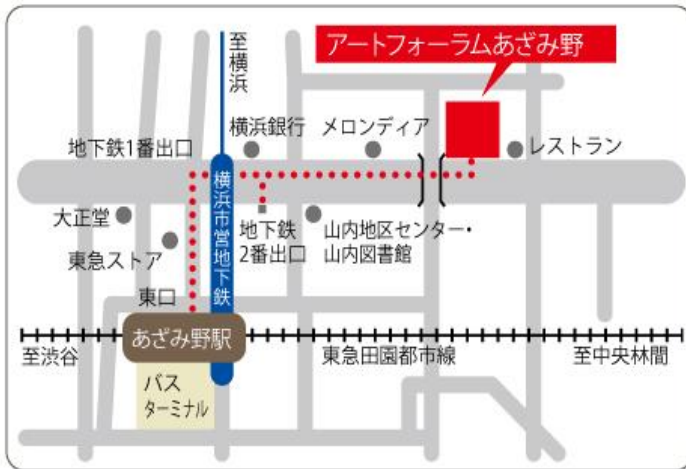 アートフォーラムあざみ野
至横浜
横浜銀行
メロンディア
レストラン
地下鉄1番出口
横浜市営地下鉄
大正堂
東急ストア
地下鉄
2番出口
山内地区センター・
山内図書館
東口
あざみ野駅
至渋谷
東急田園都市線
至中央林間
バス
ターミナル